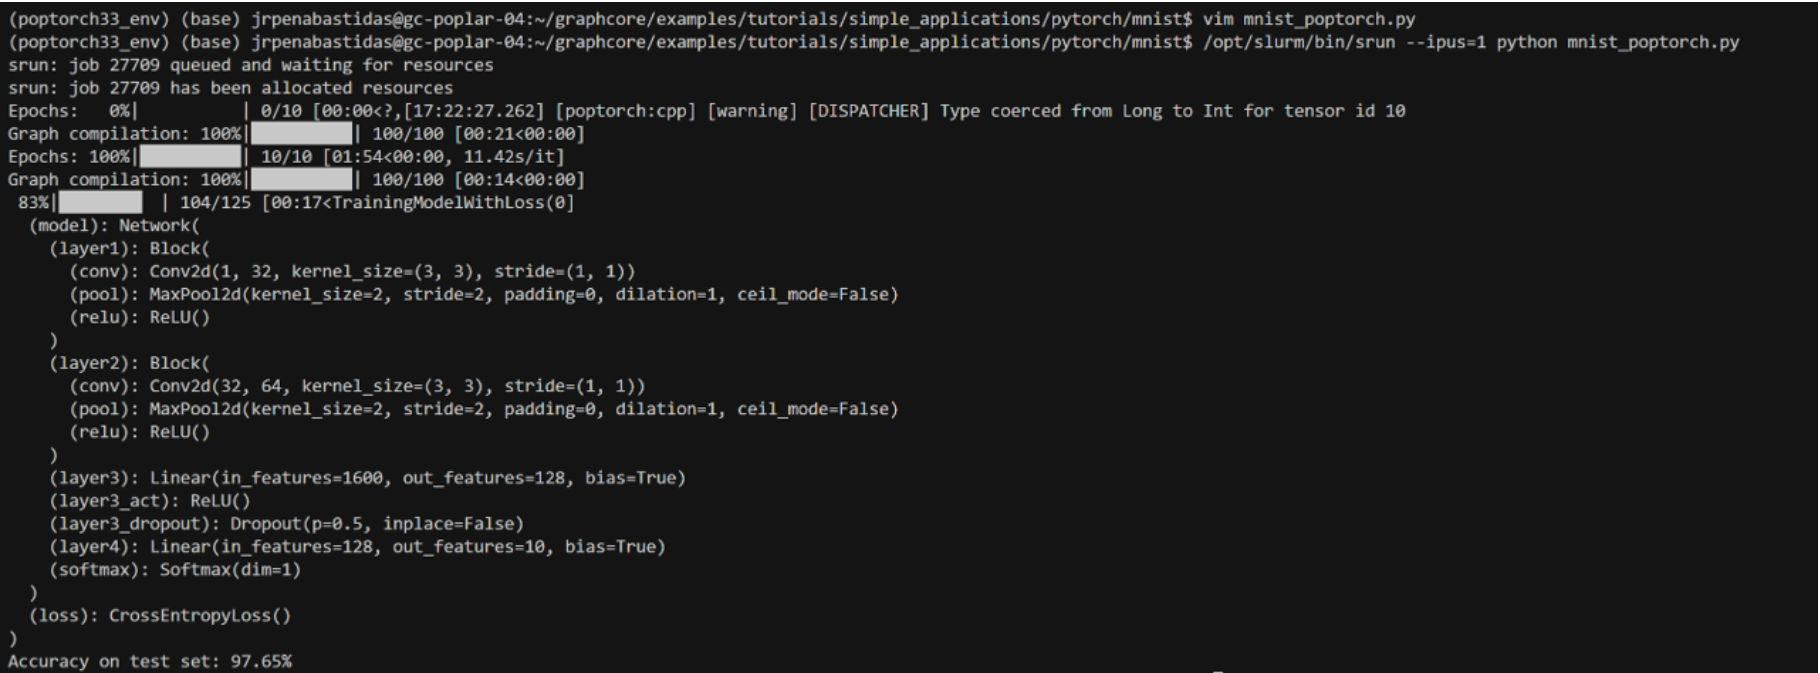 (poptorch33_env) (base) jrpenabastidas@gc-poplar-04:~/graphcore/examples/tutorials/simple_applications/pytorch/mnist$ vim mnist_poptorch.py
(poptorch33_env) (base) jrpenabastidas@gc-poplar-04:~/graphcore/examples/tutorials/simple_applications/pytorch/mnist$ /opt/slurm/bin/srun --ipus=1 python mnist_poptorch.py
srun: job 27709 queued and waiting for resources
srun: job 27709 has been allocated resources
Epochs:   0%|          | 0/10 [00:00<?,[17:22:27.262] [poptorch:cpp] [warning] [DISPATCHER] Type coerced from Long to Int for tensor id 10
Graph compilation: 100%|██████████| 100/100 [00:21<00:00]
Epochs: 100%|██████████| 10/10 [01:54<00:00, 11.42s/it]
Graph compilation: 100%|██████████| 100/100 [00:14<00:00]
 83%|████████  | 104/125 [00:17<TrainingModelWithLoss(0]
  (model): Network(
    (layer1): Block(
      (conv): Conv2d(1, 32, kernel_size=(3, 3), stride=(1, 1))
      (pool): MaxPool2d(kernel_size=2, stride=2, padding=0, dilation=1, ceil_mode=False)
      (relu): ReLU()
    )
    (layer2): Block(
      (conv): Conv2d(32, 64, kernel_size=(3, 3), stride=(1, 1))
      (pool): MaxPool2d(kernel_size=2, stride=2, padding=0, dilation=1, ceil_mode=False)
      (relu): ReLU()
    )
    (layer3): Linear(in_features=1600, out_features=128, bias=True)
    (layer3_act): ReLU()
    (layer3_dropout): Dropout(p=0.5, inplace=False)
    (layer4): Linear(in_features=128, out_features=10, bias=True)
    (softmax): Softmax(dim=1)
  )
  (loss): CrossEntropyLoss()
)
Accuracy on test set: 97.65%